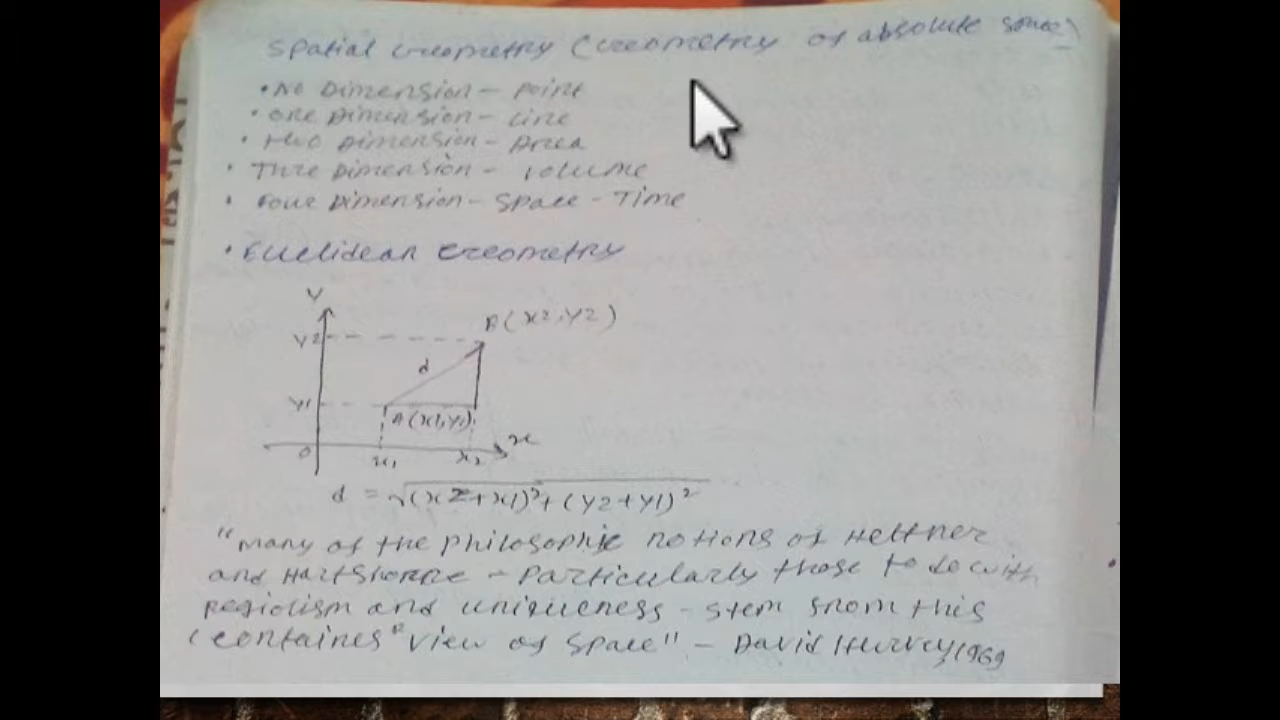 Spatial Geometry (Geometry of absolute space)
• No Dimension - Point
• One Dimension - Line
• Two Dimension - Area
• Three Dimension - Volume
• Four Dimension - Space - Time
• Euclidean Geometry
Y
B(x2,y2)
Y2
d
Y1
A(x1,y1)
O
x1
x2
x
d = √(x2+x1)²+(y2+y1)²
"Many of the philosophic notions of Hettner
and Hartshorne - Particularly those to do with
regiolism and uniqueness - stem from this
'container' view of space" - David Harvey, 1969